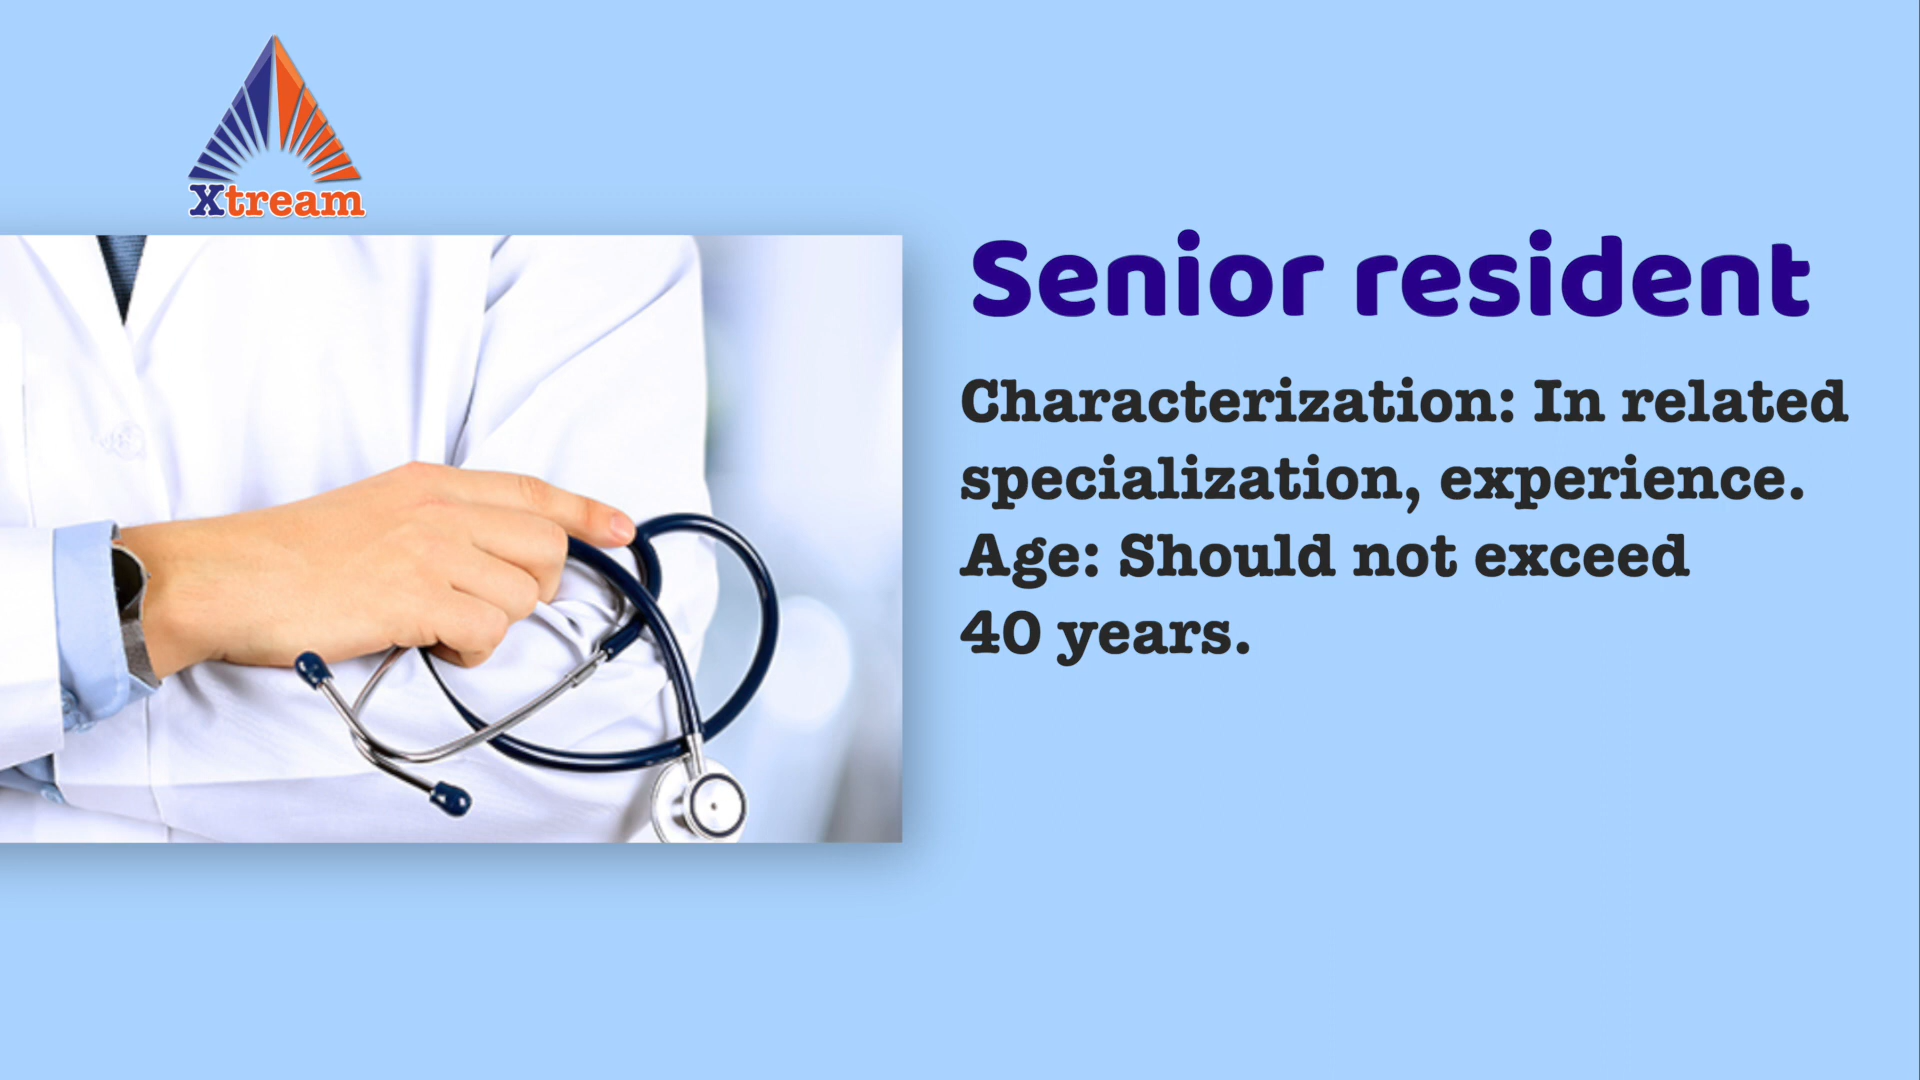 Xtream
Senior resident
Characterization: In related
specialization, experience.
Age: Should not exceed
40 years.